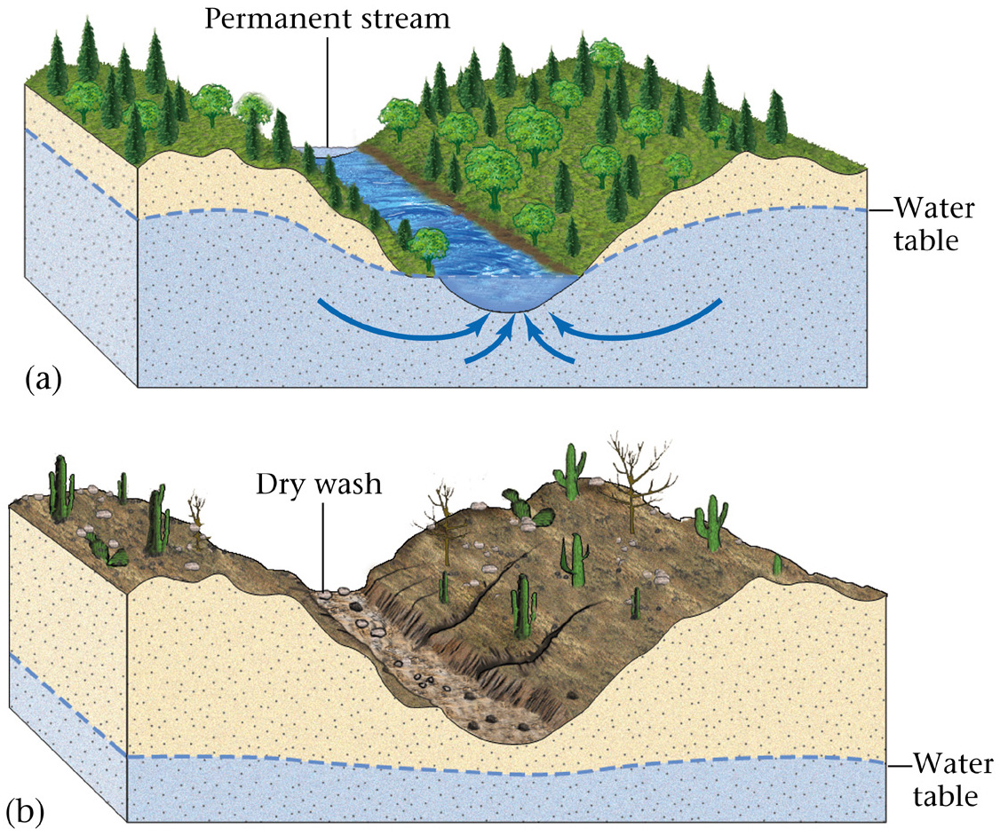 Permanent stream
Water
table
(a)
Dry wash
Water
table
(b)